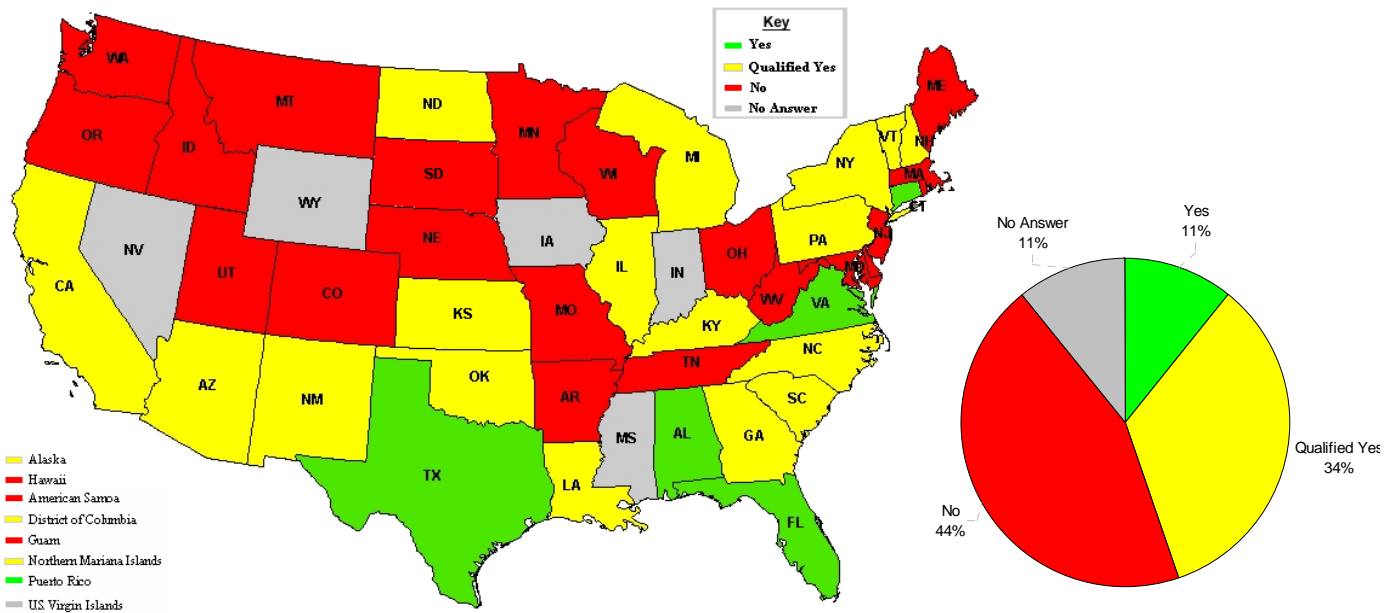 Key
Yes
Qualified Yes
No
No Answer
WA
MT
ND
MN
ME
OR
ID
SD
WI
MI
VT
NH
NY
MA
WY
CT
NE
IA
PA
NJ
NV
UT
CO
IL
IN
OH
MD
CA
KS
MO
KY
WV
VA
AZ
NM
OK
AR
TN
NC
SC
MS
AL
GA
TX
LA
FL
Alaska
Hawaii
American Samoa
District of Columbia
Guam
Northern Mariana Islands
Puerto Rico
U.S. Virgin Islands
No Answer
11%
Yes
11%
Qualified Yes
34%
No
44%